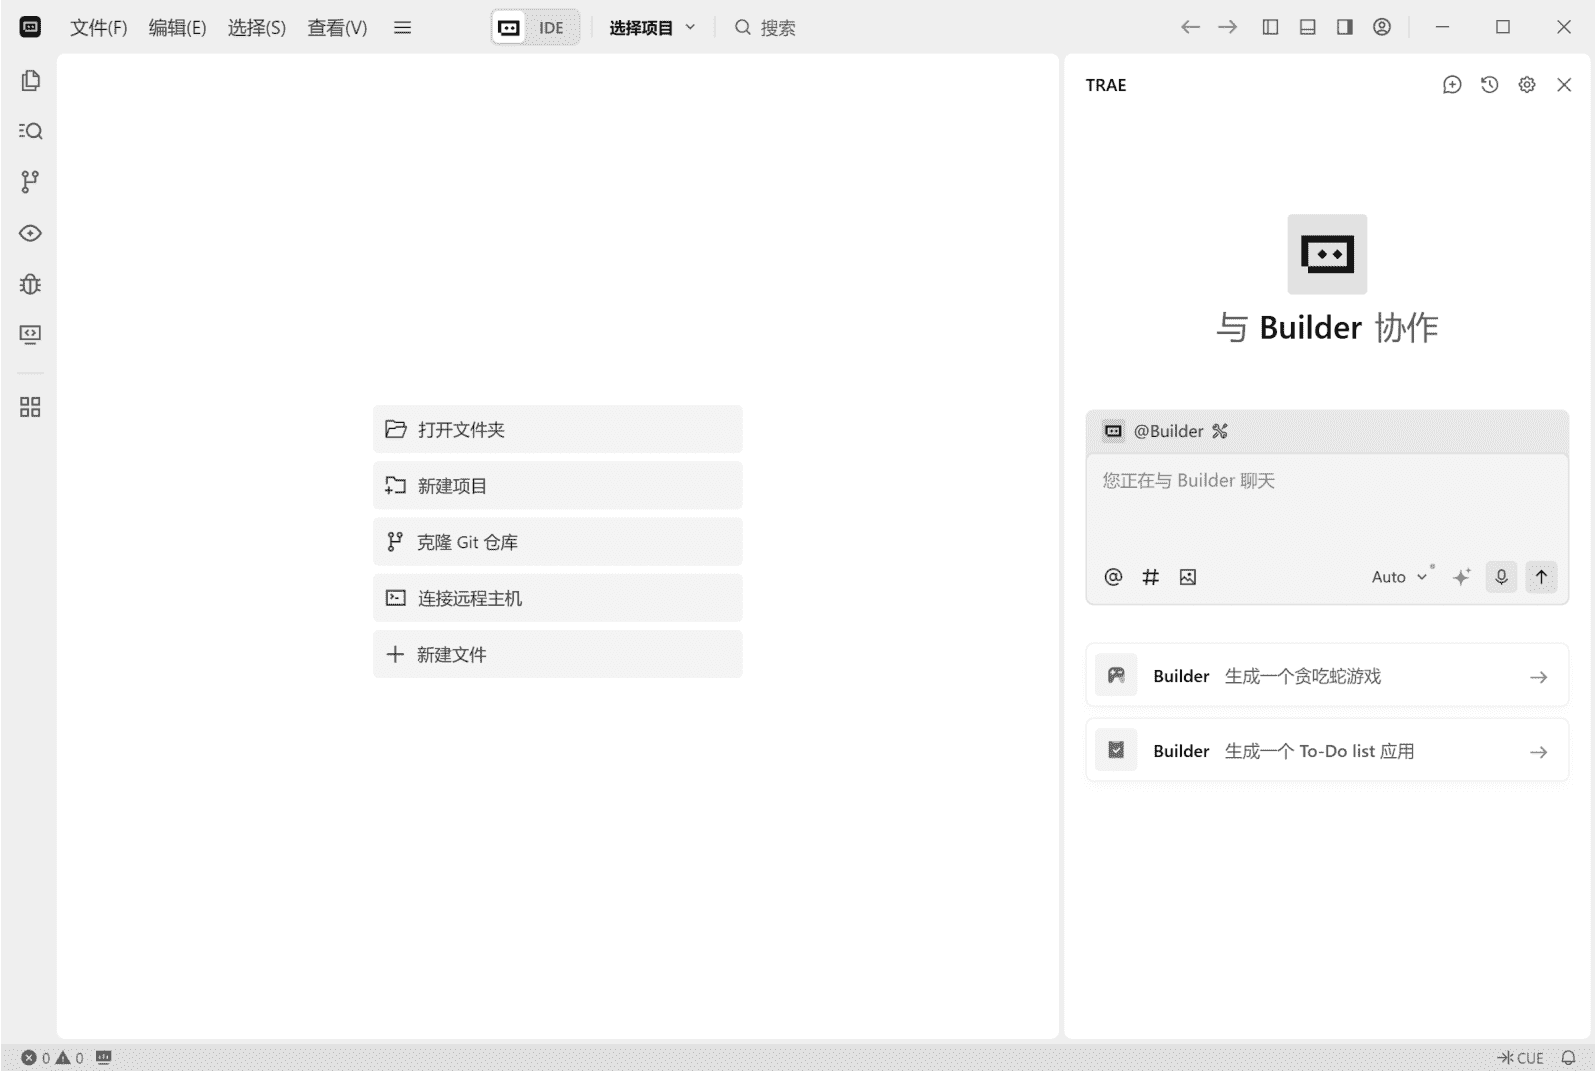 文件(F) 编辑(E) 选择(S) 查看(V) IDE 选择项目 搜索
TRAE
与 Builder 协作
打开文件夹
新建项目
克隆 Git 仓库
连接远程主机
新建文件
@Builder
您正在与 Builder 聊天
Auto
Builder 生成一个贪吃蛇游戏
Builder 生成一个 To-Do list 应用
0 0 CUE